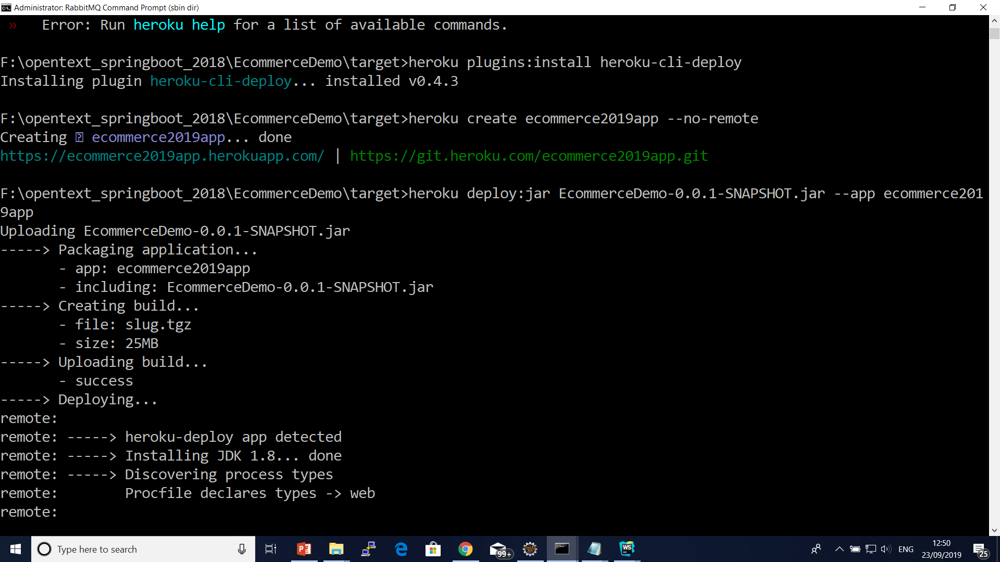 Administrator: RabbitMQ Command Prompt (sbin dir)
»   Error: Run heroku help for a list of available commands.
F:\opentext_springboot_2018\EcommerceDemo\target>heroku plugins:install heroku-cli-deploy
Installing plugin heroku-cli-deploy... installed v0.4.3
F:\opentext_springboot_2018\EcommerceDemo\target>heroku create ecommerce2019app --no-remote
Creating ⍰ ecommerce2019app... done
https://ecommerce2019app.herokuapp.com/ | https://git.heroku.com/ecommerce2019app.git
F:\opentext_springboot_2018\EcommerceDemo\target>heroku deploy:jar EcommerceDemo-0.0.1-SNAPSHOT.jar --app ecommerce201
9app
Uploading EcommerceDemo-0.0.1-SNAPSHOT.jar
-----> Packaging application...
       - app: ecommerce2019app
       - including: EcommerceDemo-0.0.1-SNAPSHOT.jar
-----> Creating build...
       - file: slug.tgz
       - size: 25MB
-----> Uploading build...
       - success
-----> Deploying...
remote:
remote: -----> heroku-deploy app detected
remote: -----> Installing JDK 1.8... done
remote: -----> Discovering process types
remote:        Procfile declares types -> web
remote:
Type here to search
99+
WS
ENG
12:50
23/09/2019
25